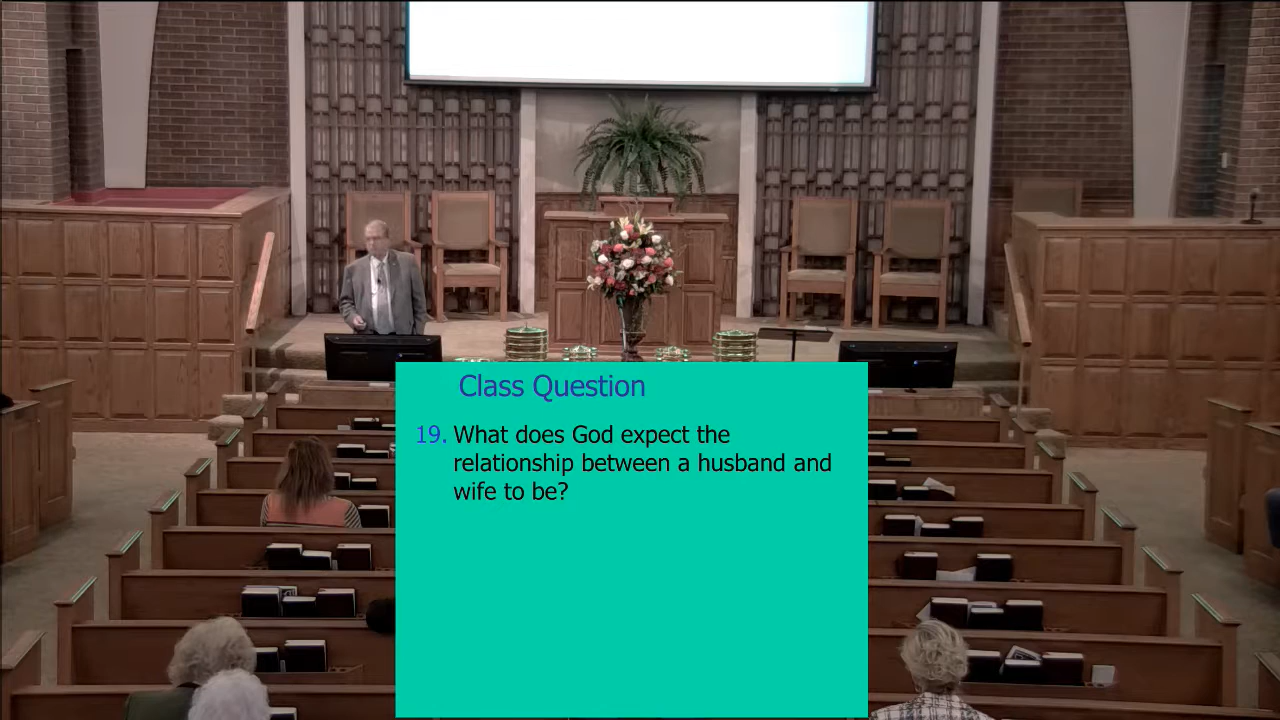 Class Question
19. What does God expect the
relationship between a husband and
wife to be?